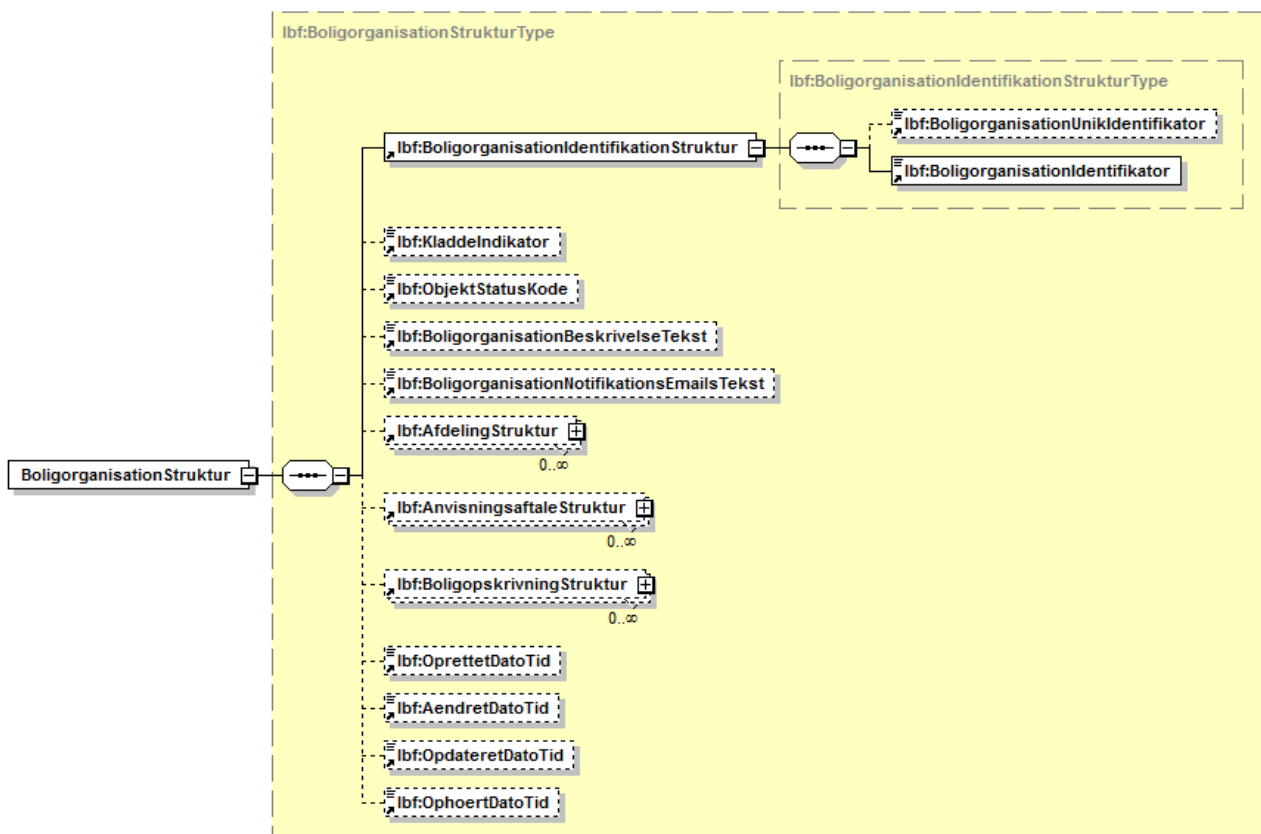 lbf:BoligorganisationStrukturType
lbf:BoligorganisationIdentifikationStrukturType
lbf:BoligorganisationUnikIdentifikator
lbf:BoligorganisationIdentifikationStruktur
lbf:BoligorganisationIdentifikator
lbf:KladdeIndikator
lbf:ObjektStatusKode
lbf:BoligorganisationBeskrivelseTekst
lbf:BoligorganisationNotifikationsEmailsTekst
lbf:AfdelingStruktur
0..∞
BoligorganisationStruktur
lbf:AnvisningsaftaleStruktur
0..∞
lbf:BoligopskrivningStruktur
0..∞
lbf:OprettetDatoTid
lbf:AendretDatoTid
lbf:OpdateretDatoTid
lbf:OphoertDatoTid